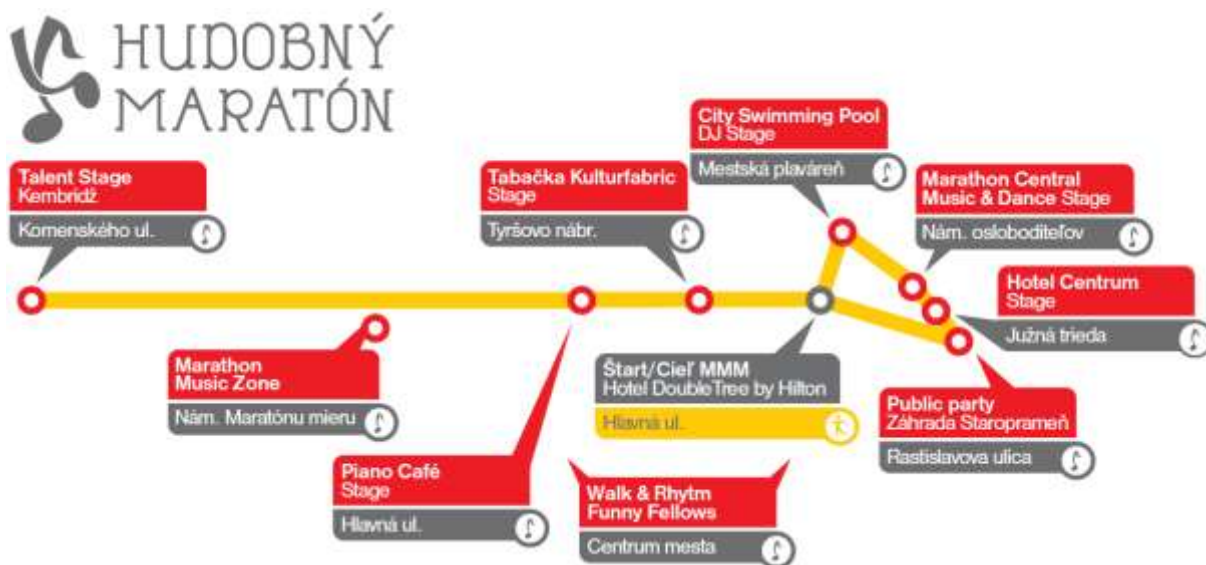 HUDOBNÝ
MARATÓN
City Swimming Pool
DJ Stage
Mestská plaváreň
Talent Stage
Kembridž
Komenského ul.
Tabačka Kulturfabric
Stage
Tyršovo nábr.
Marathon Central
Music & Dance Stage
Nám. osloboditeľov
Hotel Centrum
Stage
Južná trieda
Marathon
Music Zone
Nám. Maratónu mieru
Štart/Cieľ MMM
Hotel DoubleTree by Hilton
Hlavná ul.
Public party
Záhrada Staroprameň
Rastislavova ulica
Piano Café
Stage
Hlavná ul.
Walk & Rhytm
Funny Fellows
Centrum mesta